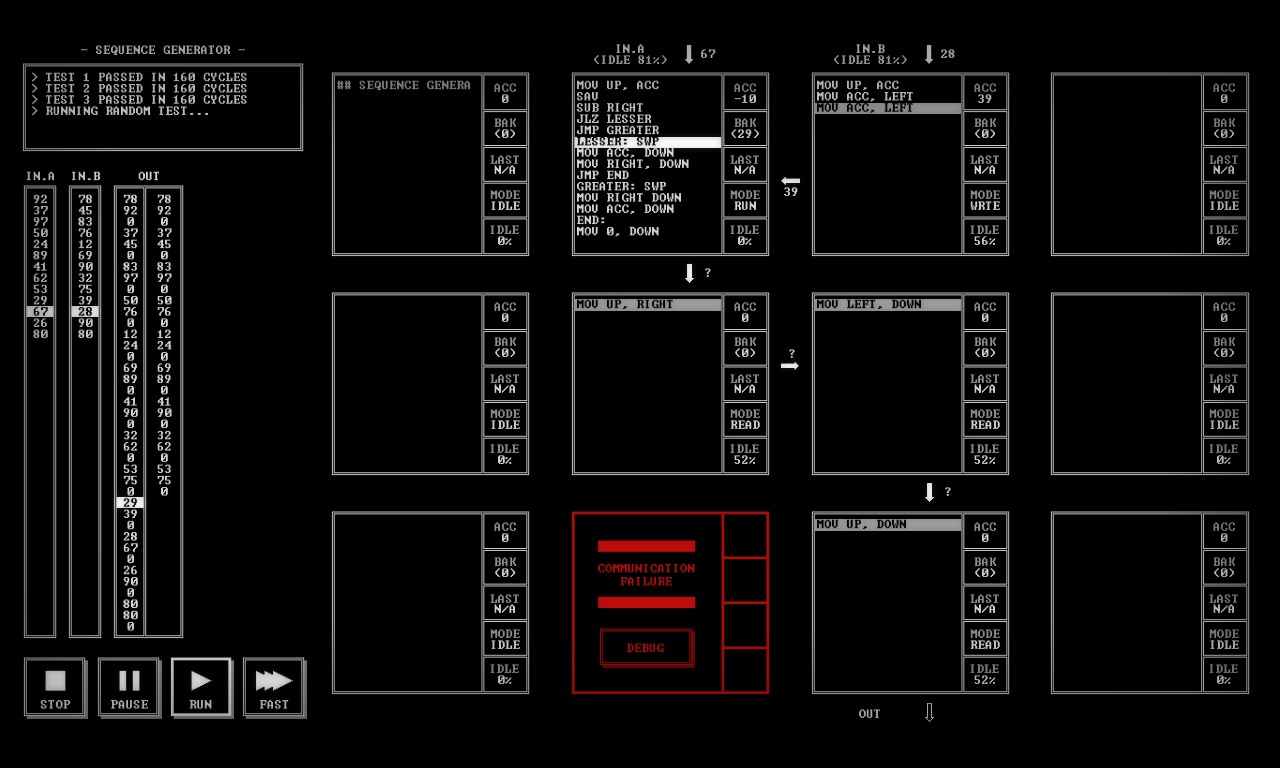 - SEQUENCE GENERATOR -
> TEST 1 PASSED IN 160 CYCLES
> TEST 2 PASSED IN 160 CYCLES
> TEST 3 PASSED IN 160 CYCLES
> RUNNING RANDOM TEST...
IN.A IN.B OUT
92 78 78 78
37 45 92 92
97 83 0 0
50 76 37 37
24 12 45 45
89 69 0 0
41 90 83 83
62 32 97 97
53 75 0 0
29 39 50 50
67 28 76 76
26 90 0 0
80 80 12 12
24 24
0 0
69 69
89 89
0 0
41 41
90 90
0 0
32 32
62 62
0 0
53 53
75 75
0 0
29
39
0
28
67
0
26
90
0
80
80
0
STOP
PAUSE
RUN
FAST
## SEQUENCE GENERA
ACC
0
BAK
(0)
LAST
N/A
MODE
IDLE
IDLE
0%
IN.A
(IDLE 81%)
67
MOV UP, ACC
SAV
SUB RIGHT
JLZ LESSER
JMP GREATER
LESSER: SWP
MOV ACC, DOWN
MOV RIGHT, DOWN
JMP END
GREATER: SWP
MOV RIGHT DOWN
MOV ACC, DOWN
END:
MOV 0, DOWN
ACC
-10
BAK
(29)
LAST
N/A
MODE
RUN
IDLE
0%
39
IN.B
(IDLE 81%)
28
MOV UP, ACC
MOV ACC, LEFT
MOV ACC, LEFT
ACC
39
BAK
(0)
LAST
N/A
MODE
WRTE
IDLE
56%
ACC
0
BAK
(0)
LAST
N/A
MODE
IDLE
IDLE
0%
?
ACC
0
BAK
(0)
LAST
N/A
MODE
IDLE
IDLE
0%
MOV UP, RIGHT
ACC
0
BAK
(0)
LAST
N/A
MODE
READ
IDLE
52%
?
MOV LEFT, DOWN
ACC
0
BAK
(0)
LAST
N/A
MODE
READ
IDLE
52%
ACC
0
BAK
(0)
LAST
N/A
MODE
IDLE
IDLE
0%
?
ACC
0
BAK
(0)
LAST
N/A
MODE
IDLE
IDLE
0%
COMMUNICATION
FAILURE
DEBUG
MOV UP, DOWN
ACC
0
BAK
(0)
LAST
N/A
MODE
READ
IDLE
52%
ACC
0
BAK
(0)
LAST
N/A
MODE
IDLE
IDLE
0%
OUT